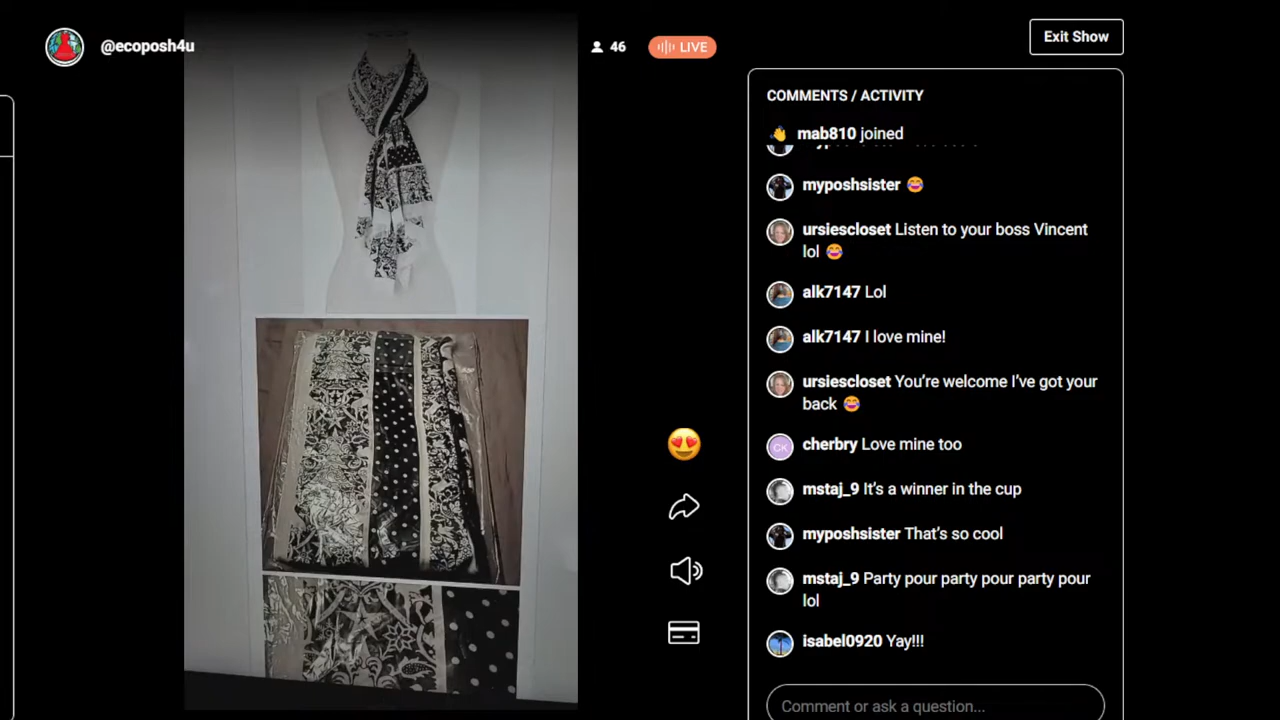 @ecoposh4u
46
LIVE
Exit Show
COMMENTS / ACTIVITY
mab810 joined
myposhsister 😂
ursiescloset Listen to your boss Vincent
lol 😂
alk7147 Lol
alk7147 I love mine!
ursiescloset You're welcome I've got your
back 😂
CK
cherbry Love mine too
mstaj_9 It's a winner in the cup
myposhsister That's so cool
mstaj_9 Party pour party pour party pour
lol
isabel0920 Yay!!!
Comment or ask a question...